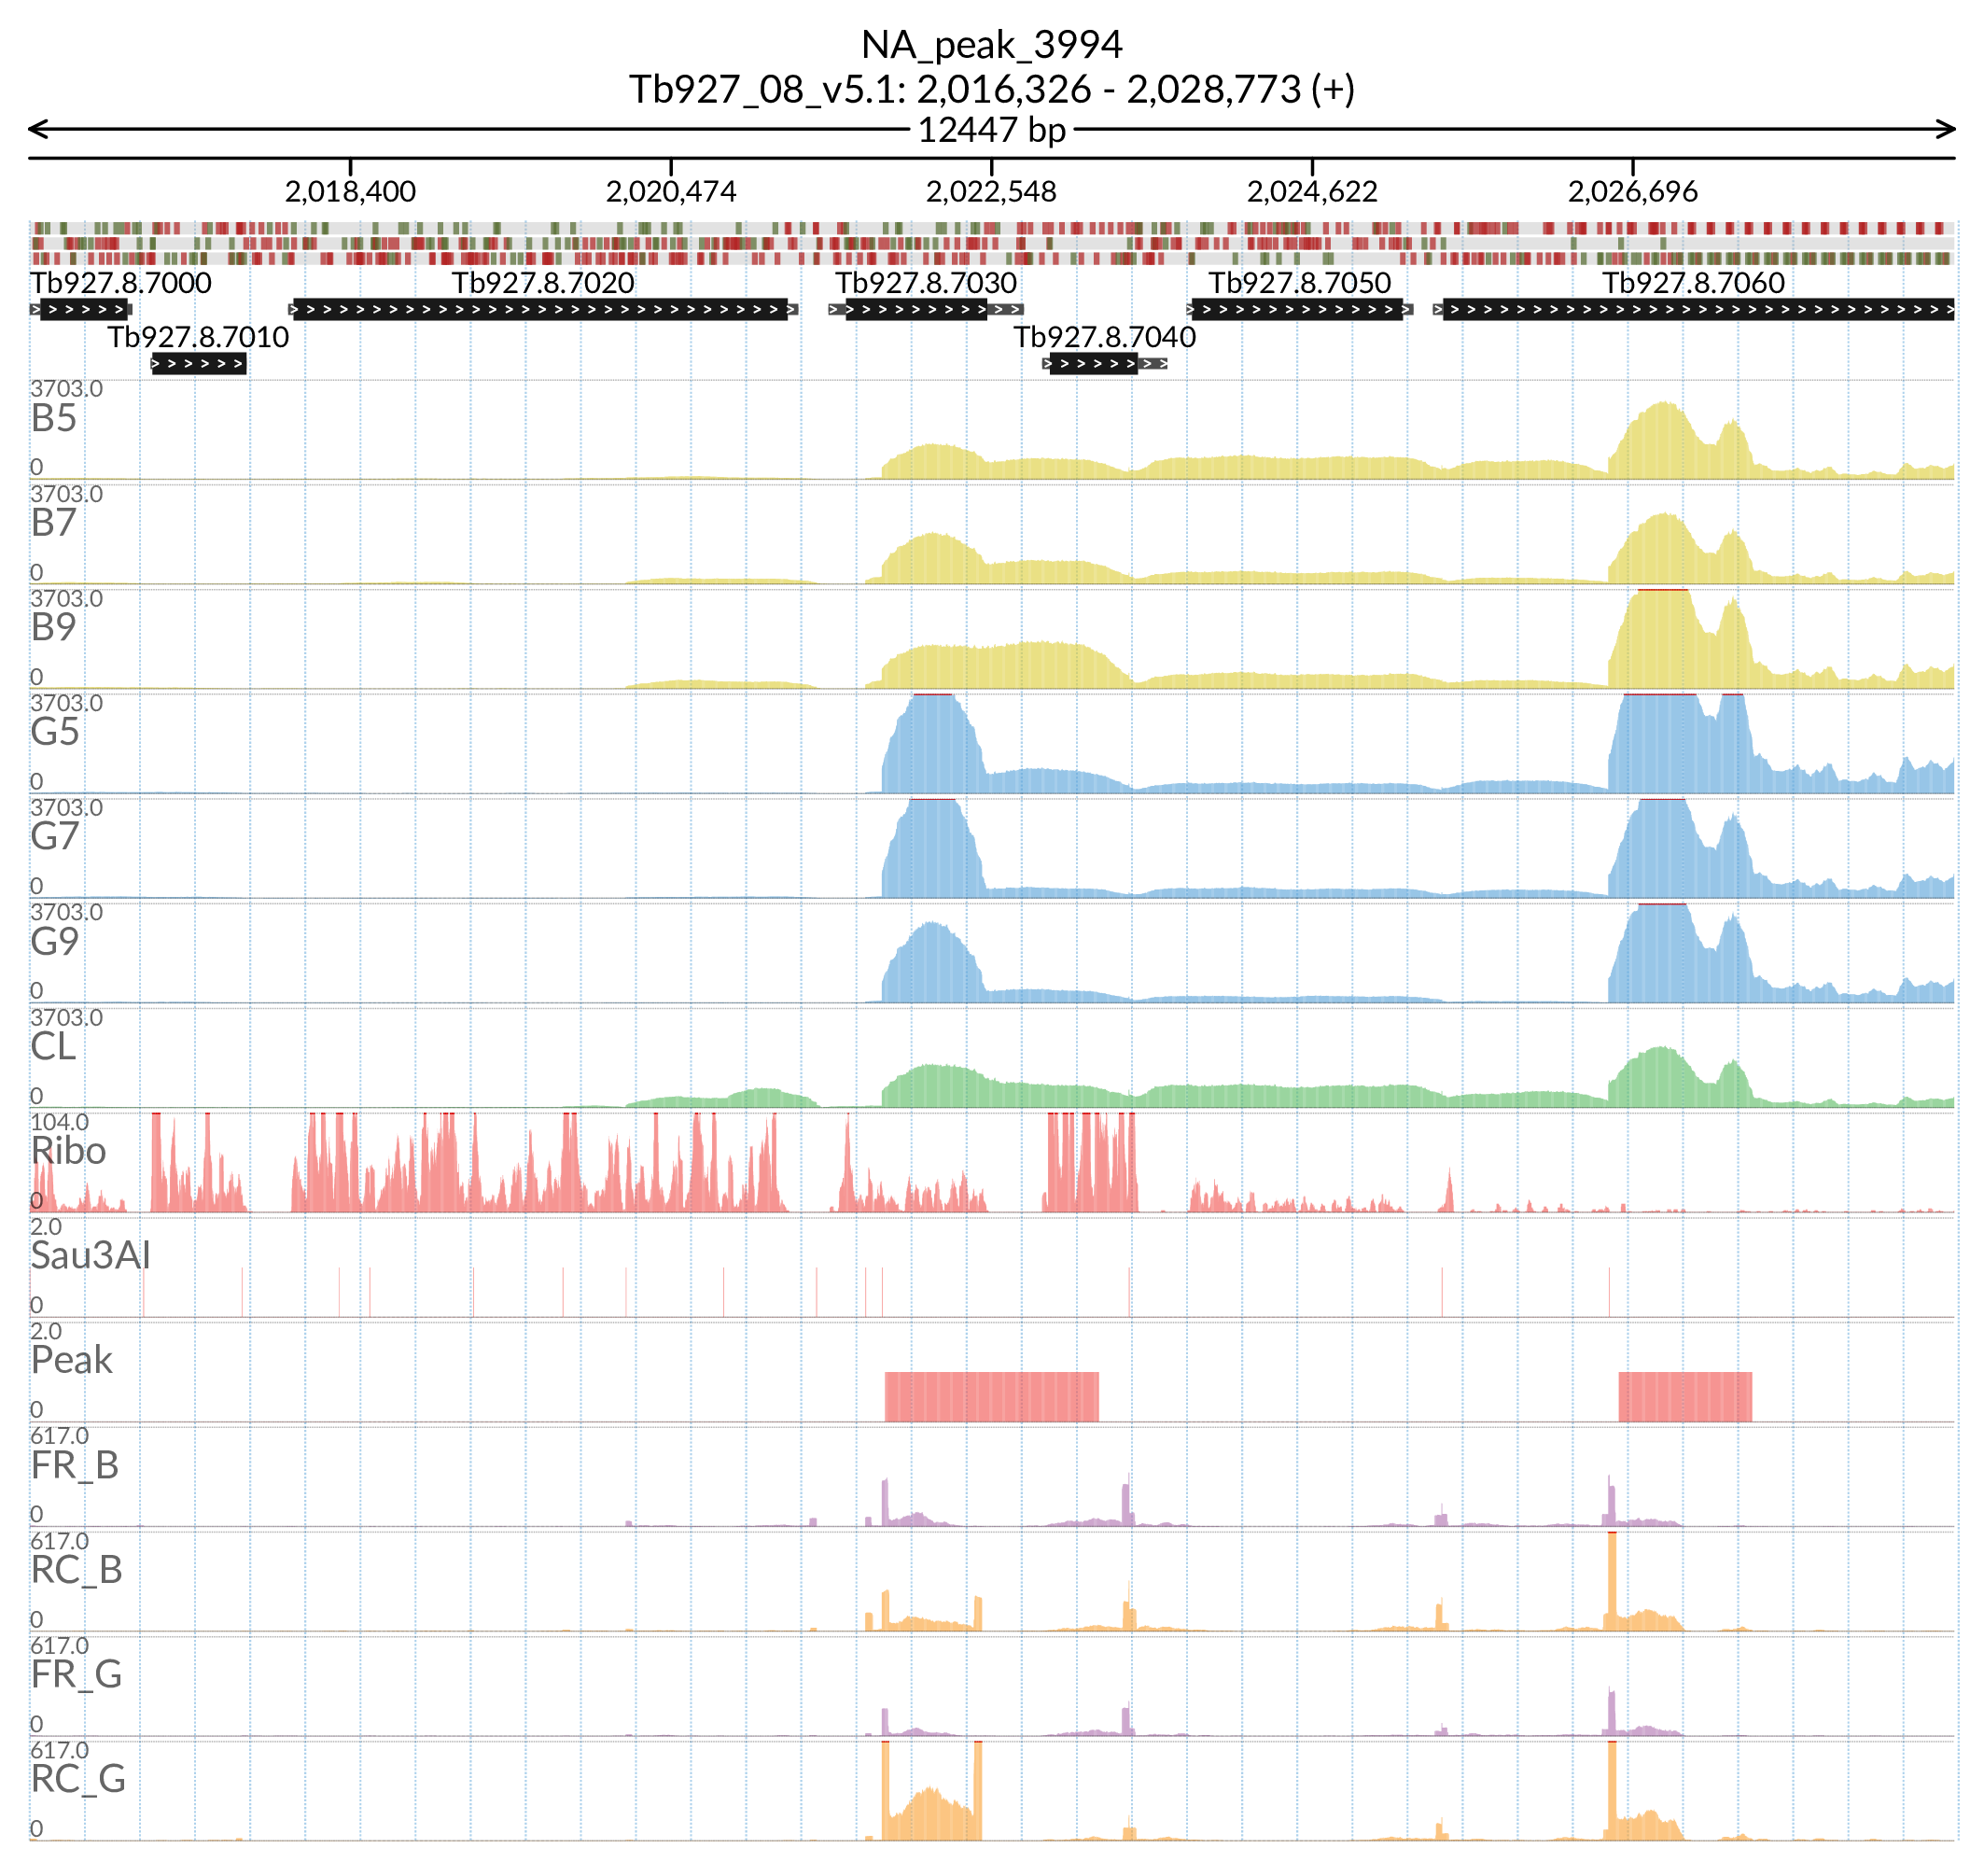 NA_peak_3994
Tb927_08_v5.1: 2,016,326 - 2,028,773 (+)
12447 bp
2,018,400 2,020,474 2,022,548 2,024,622 2,026,696
Tb927.8.7000 Tb927.8.7020 Tb927.8.7030 Tb927.8.7050 Tb927.8.7060
Tb927.8.7010 Tb927.8.7040
3703.0
B5
0
3703.0
B7
0
3703.0
B9
0
3703.0
G5
0
3703.0
G7
0
3703.0
G9
0
3703.0
CL
0
104.0
Ribo
0
2.0
Sau3AI
0
2.0
Peak
0
617.0
FR_B
0
617.0
RC_B
0
617.0
FR_G
0
617.0
RC_G
0